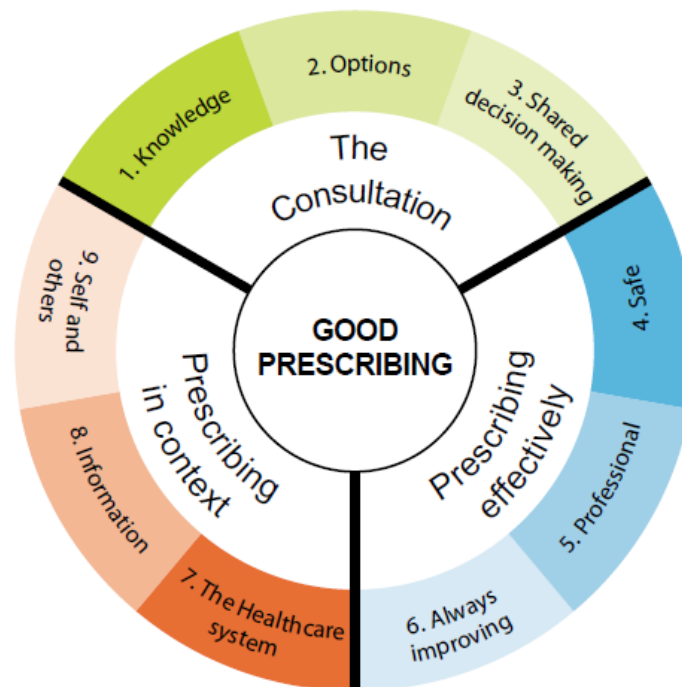 GOOD
PRESCRIBING
The
Consultation
1. Knowledge
2. Options
3. Shared
decision making
Prescribing
effectively
4. Safe
5. Professional
6. Always
improving
Prescribing
in context
7. The Healthcare
system
8. Information
9. Self and
others